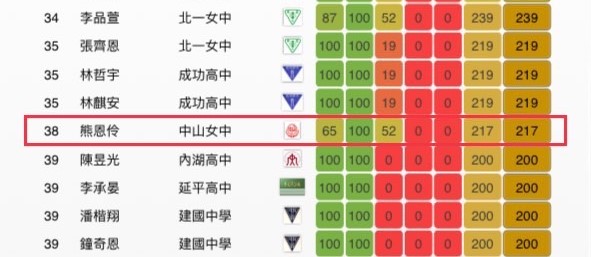 34 李品萱 北一女中 87 100 52 0 0 239 239
35 張齊恩 北一女中 100 100 19 0 0 219 219
35 林哲宇 成功高中 100 100 19 0 0 219 219
35 林麒安 成功高中 100 100 19 0 0 219 219
38 熊恩伶 中山女中 65 100 52 0 0 217 217
39 陳昱光 內湖高中 100 100 0 0 0 200 200
39 李承晏 延平高中 100 100 0 0 0 200 200
39 潘楷翔 建國中學 100 100 0 0 0 200 200
39 鐘奇恩 建國中學 100 100 0 0 0 200 200